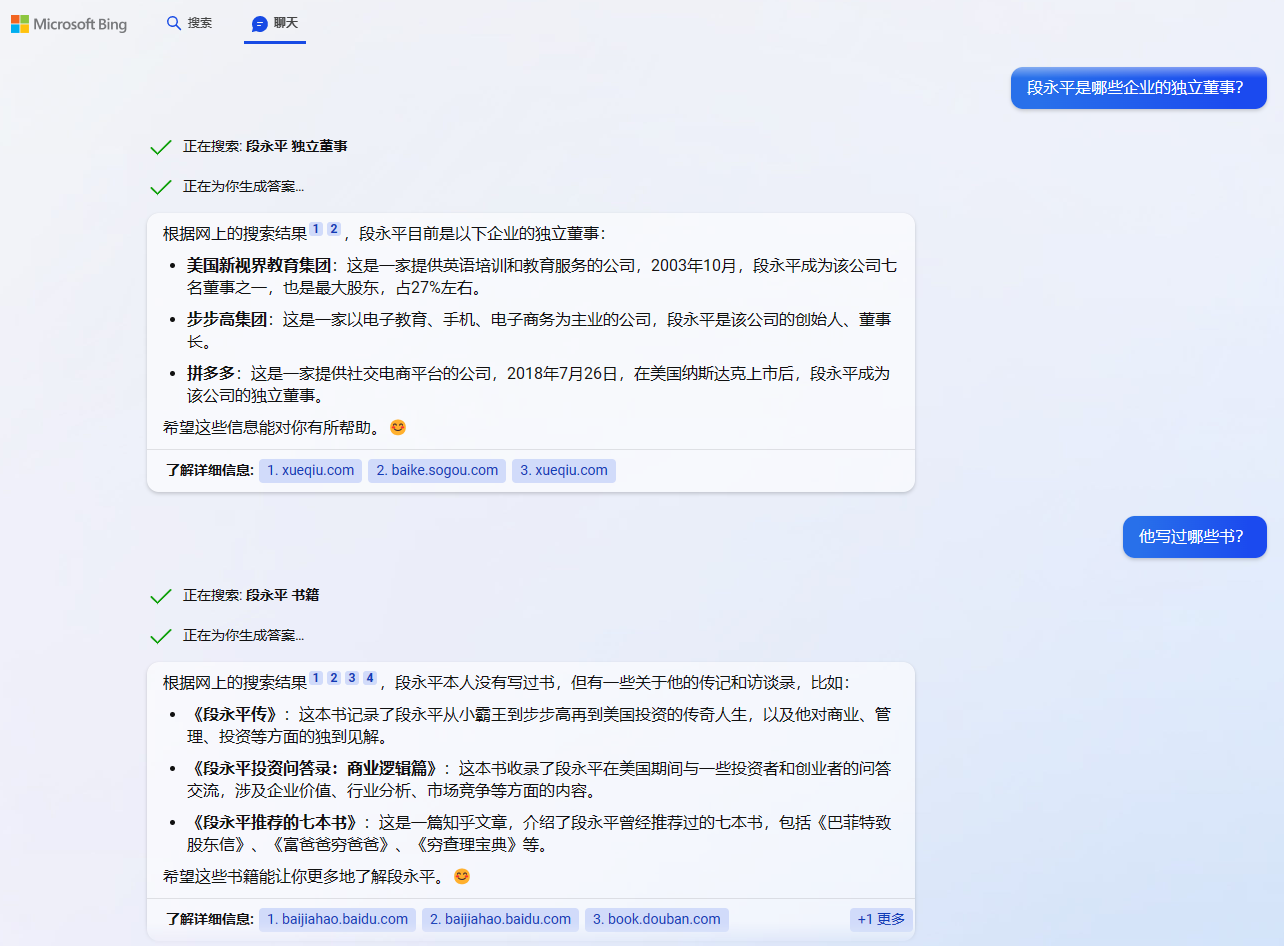 Microsoft Bing 搜索 聊天
段永平是哪些企业的独立董事?
正在搜索: 段永平 独立董事
正在为你生成答案...
根据网上的搜索结果 1 2 ，段永平目前是以下企业的独立董事：
• 美国新视界教育集团：这是一家提供英语培训和教育服务的公司，2003年10月，段永平成为该公司七
名董事之一，也是最大股东，占27%左右。
• 步步高集团：这是一家以电子教育、手机、电子商务为主业的公司，段永平是该公司的创始人、董事
长。
• 拼多多：这是一家提供社交电商平台的公司，2018年7月26日，在美国纳斯达克上市后，段永平成为
该公司的独立董事。
希望这些信息能对你有所帮助。😊
了解详细信息: 1. xueqiu.com 2. baike.sogou.com 3. xueqiu.com
他写过哪些书?
正在搜索: 段永平 书籍
正在为你生成答案...
根据网上的搜索结果 1 2 3 4 ，段永平本人没有写过书，但有一些关于他的传记和访谈录，比如：
• 《段永平传》：这本书记录了段永平从小霸王到步步高再到美国投资的传奇人生，以及他对商业、管
理、投资等方面的独到见解。
• 《段永平投资问答录：商业逻辑篇》：这本书收录了段永平在美国期间与一些投资者和创业者的问答
交流，涉及企业价值、行业分析、市场竞争等方面的内容。
• 《段永平推荐的七本书》：这是一篇知乎文章，介绍了段永平曾经推荐过的七本书，包括《巴菲特致
股东信》、《富爸爸穷爸爸》、《穷查理宝典》等。
希望这些书籍能让你更多地了解段永平。😊
了解详细信息: 1. baijiahao.baidu.com 2. baijiahao.baidu.com 3. book.douban.com +1 更多